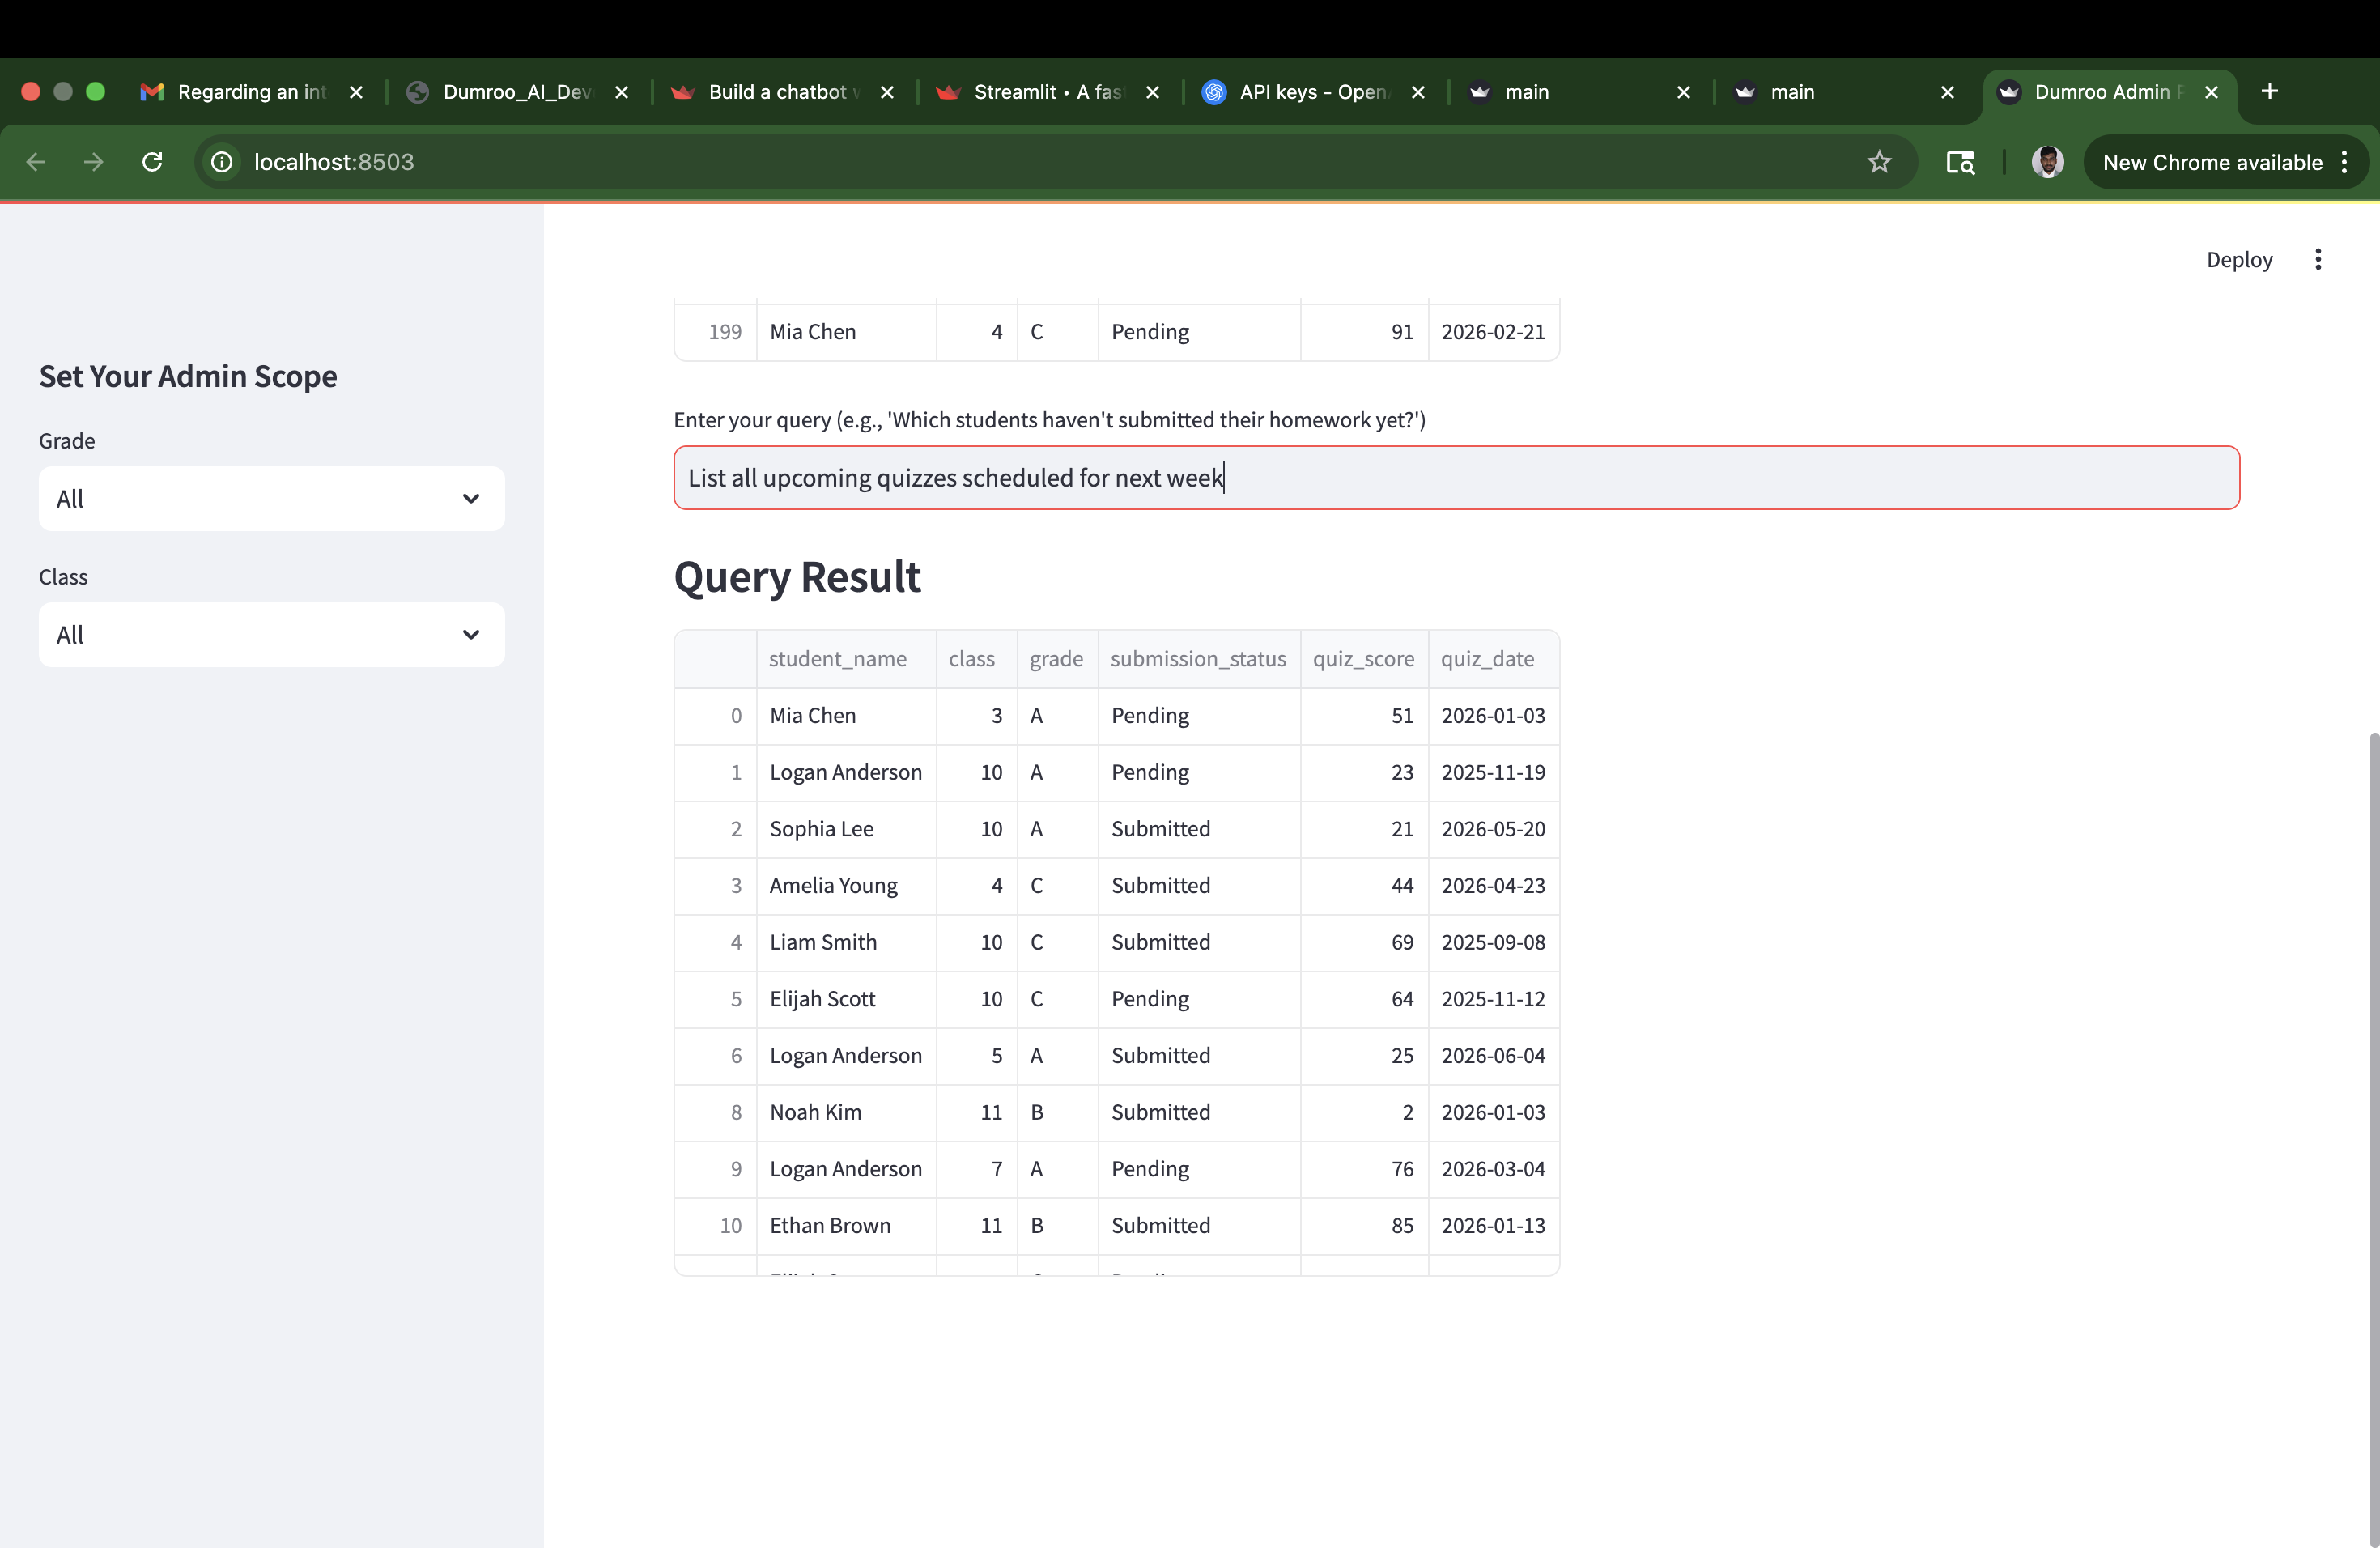 Regarding an int
Dumroo_AI_Dev
Build a chatbot
Streamlit • A fas
API keys - Open
main
main
Dumroo Admin
localhost:8503
New Chrome available
Deploy
199 Mia Chen 4 C Pending 91 2026-02-21
Set Your Admin Scope
Grade
All
Class
All
Enter your query (e.g., 'Which students haven't submitted their homework yet?')
List all upcoming quizzes scheduled for next week
Query Result
student_name class grade submission_status quiz_score quiz_date
0 Mia Chen 3 A Pending 51 2026-01-03
1 Logan Anderson 10 A Pending 23 2025-11-19
2 Sophia Lee 10 A Submitted 21 2026-05-20
3 Amelia Young 4 C Submitted 44 2026-04-23
4 Liam Smith 10 C Submitted 69 2025-09-08
5 Elijah Scott 10 C Pending 64 2025-11-12
6 Logan Anderson 5 A Submitted 25 2026-06-04
8 Noah Kim 11 B Submitted 2 2026-01-03
9 Logan Anderson 7 A Pending 76 2026-03-04
10 Ethan Brown 11 B Submitted 85 2026-01-13